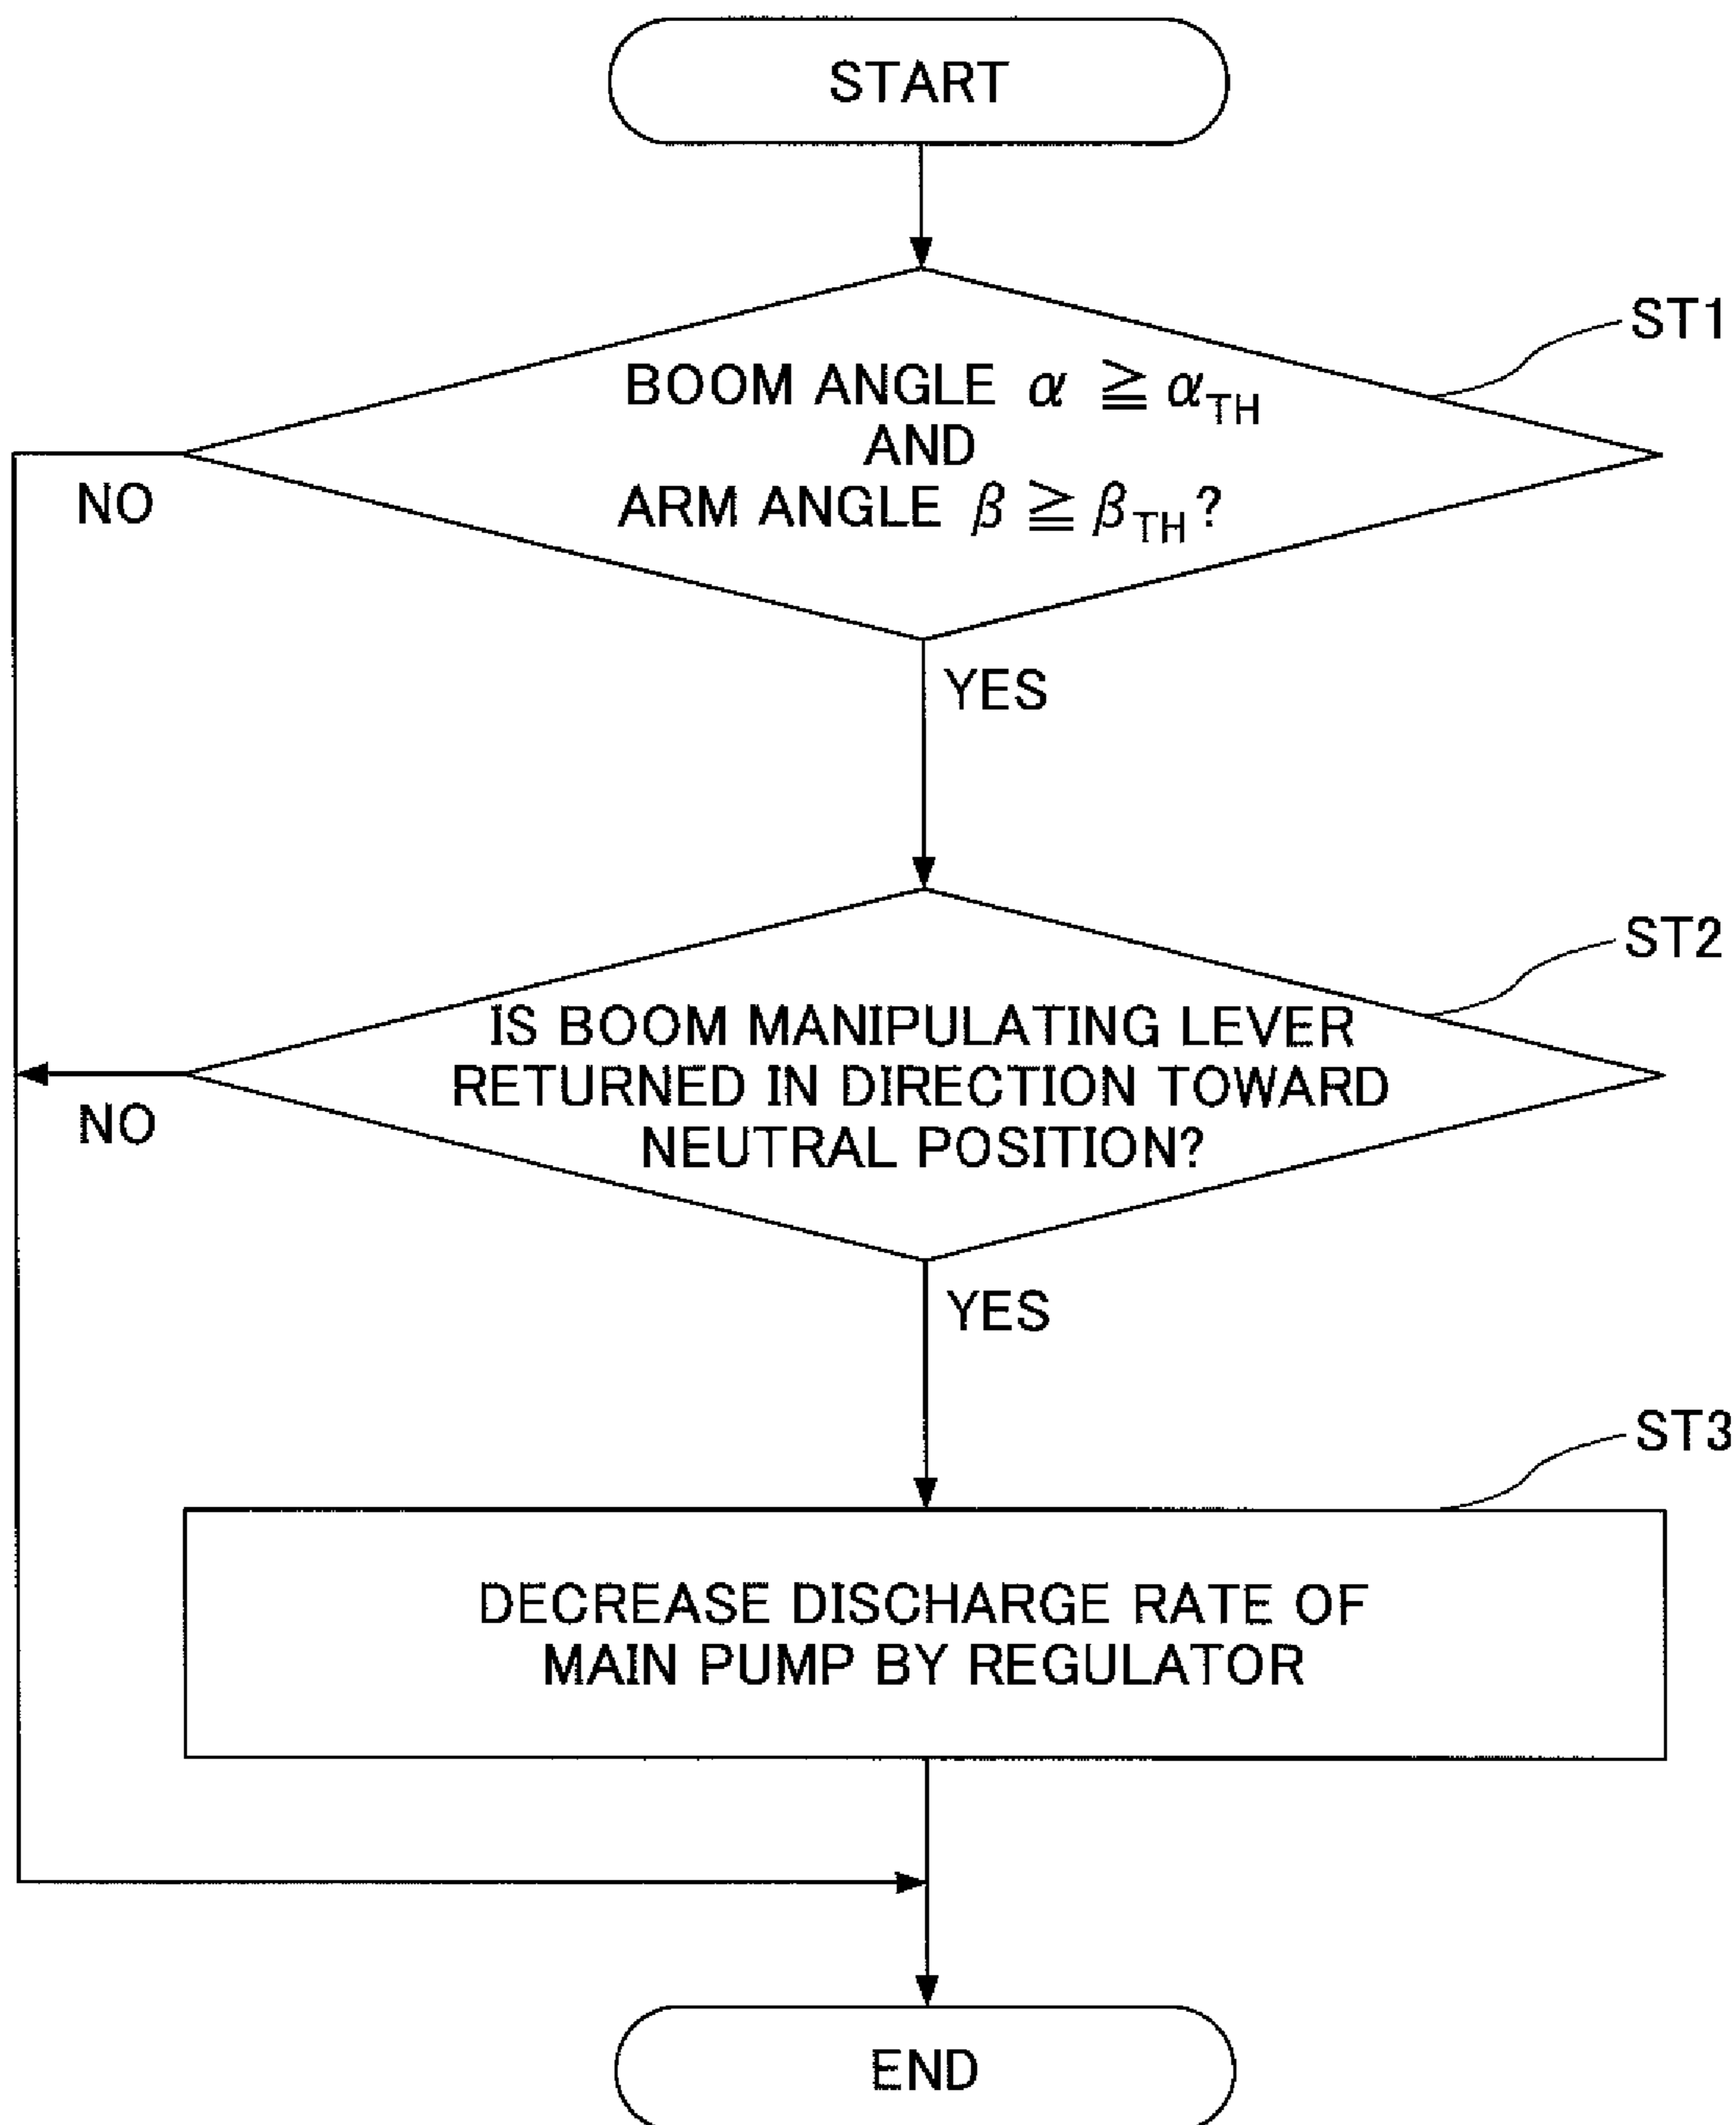 START
ST1
BOOM ANGLE α ≧ αTH
AND
ARM ANGLE β ≧ βTH?
NO
YES
ST2
IS BOOM MANIPULATING LEVER
RETURNED IN DIRECTION TOWARD
NEUTRAL POSITION?
NO
YES
ST3
DECREASE DISCHARGE RATE OF
MAIN PUMP BY REGULATOR
END